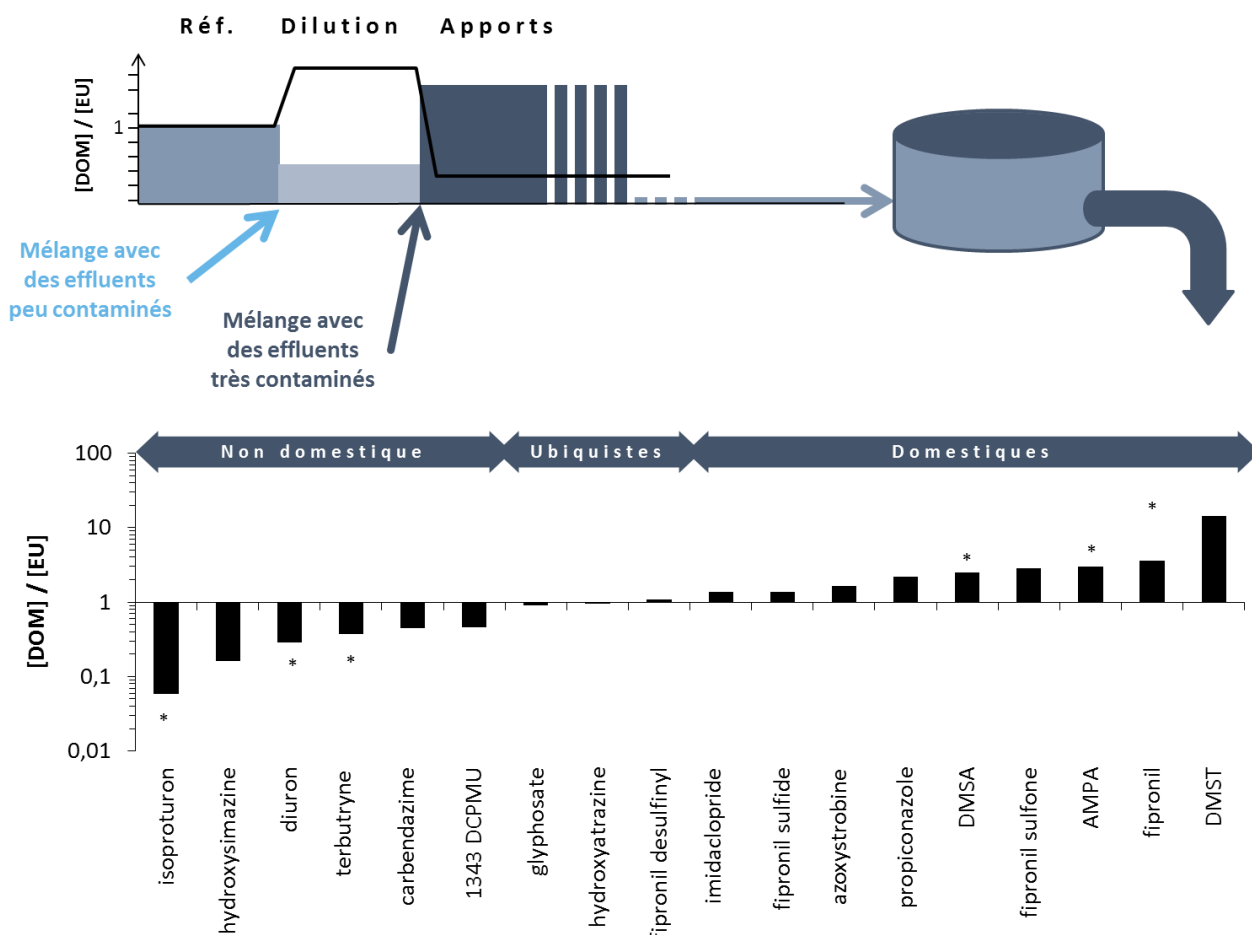 Réf. Dilution Apports
[DOM] / [EU]
1
Mélange avec
des effluents
peu contaminés
Mélange avec
des effluents
très contaminés
Non domestique
Ubiquistes
Domestiques
[DOM] / [EU]
100
10
1
0,1
0,01
*
*
*
*
*
*
isoproturon
hydroxysimazine
diuron
terbutryne
carbendazime
1343 DCPMU
glyphosate
hydroxyatrazine
fipronil desulfinyl
imidaclopride
fipronil sulfide
azoxystrobine
propiconazole
DMSA
fipronil sulfone
AMPA
fipronil
DMST